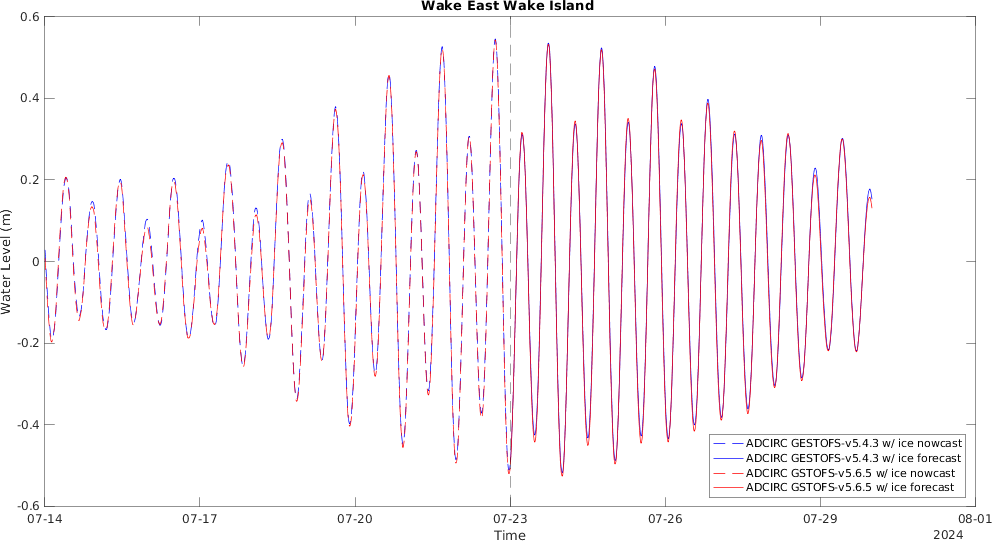 Wake East Wake Island
0.6
0.4
0.2
0
-0.2
-0.4
-0.6
Water Level (m)
07-14
07-17
07-20
07-23
07-26
07-29
08-01
Time
2024
ADCIRC GESTOFS-v5.4.3 w/ ice nowcast
ADCIRC GESTOFS-v5.4.3 w/ ice forecast
ADCIRC GSTOFS-v5.6.5 w/ ice nowcast
ADCIRC GSTOFS-v5.6.5 w/ ice forecast